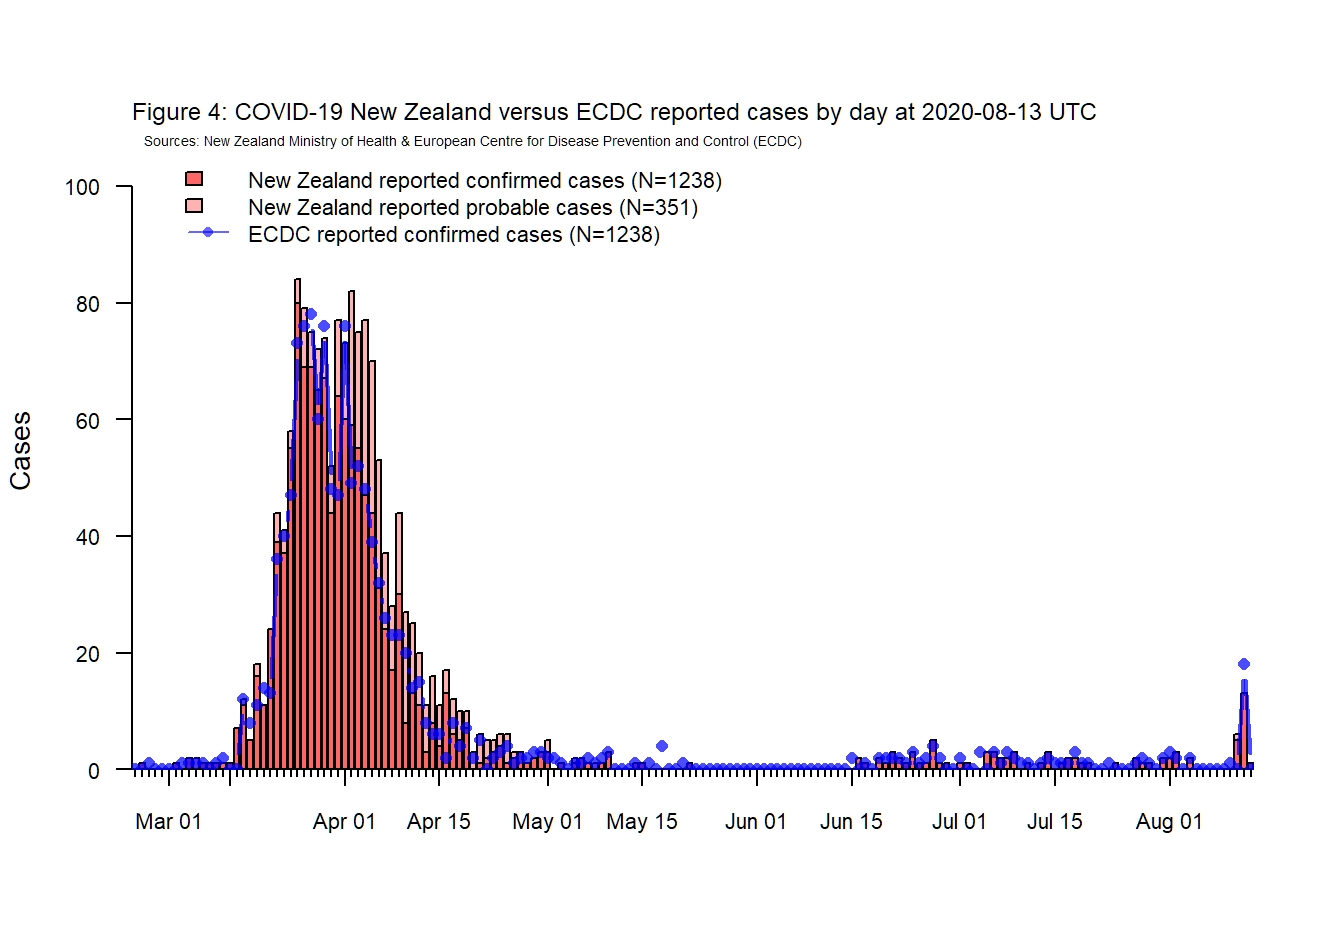 Figure 4: COVID-19 New Zealand versus ECDC reported cases by day at 2020-08-13 UTC
Sources: New Zealand Ministry of Health & European Centre for Disease Prevention and Control (ECDC)
New Zealand reported confirmed cases (N=1238)
New Zealand reported probable cases (N=351)
ECDC reported confirmed cases (N=1238)
100
80
60
40
20
0
Cases
Mar 01 Apr 01 Apr 15 May 01 May 15 Jun 01 Jun 15 Jul 01 Jul 15 Aug 01